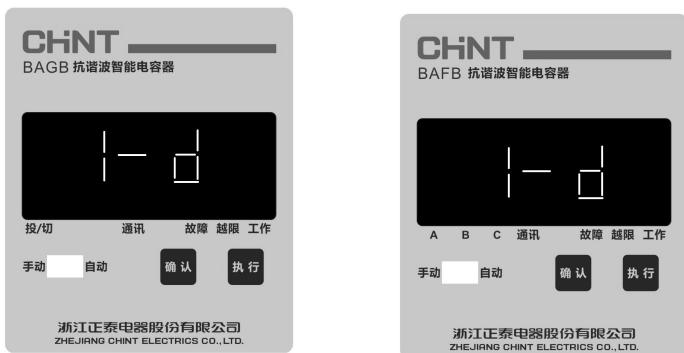 CHiNT
BAGB 抗谐波智能电容器
1-d
投/切 通讯 故障 越限 工作
手动 自动 确认 执行
浙江正泰电器股份有限公司
ZHEJIANG CHINT ELECTRICS CO.,LTD.
CHiNT
BAFB 抗谐波智能电容器
1-d
A B C 通讯 故障 越限 工作
手动 自动 确认 执行
浙江正泰电器股份有限公司
ZHEJIANG CHINT ELECTRICS CO.,LTD.